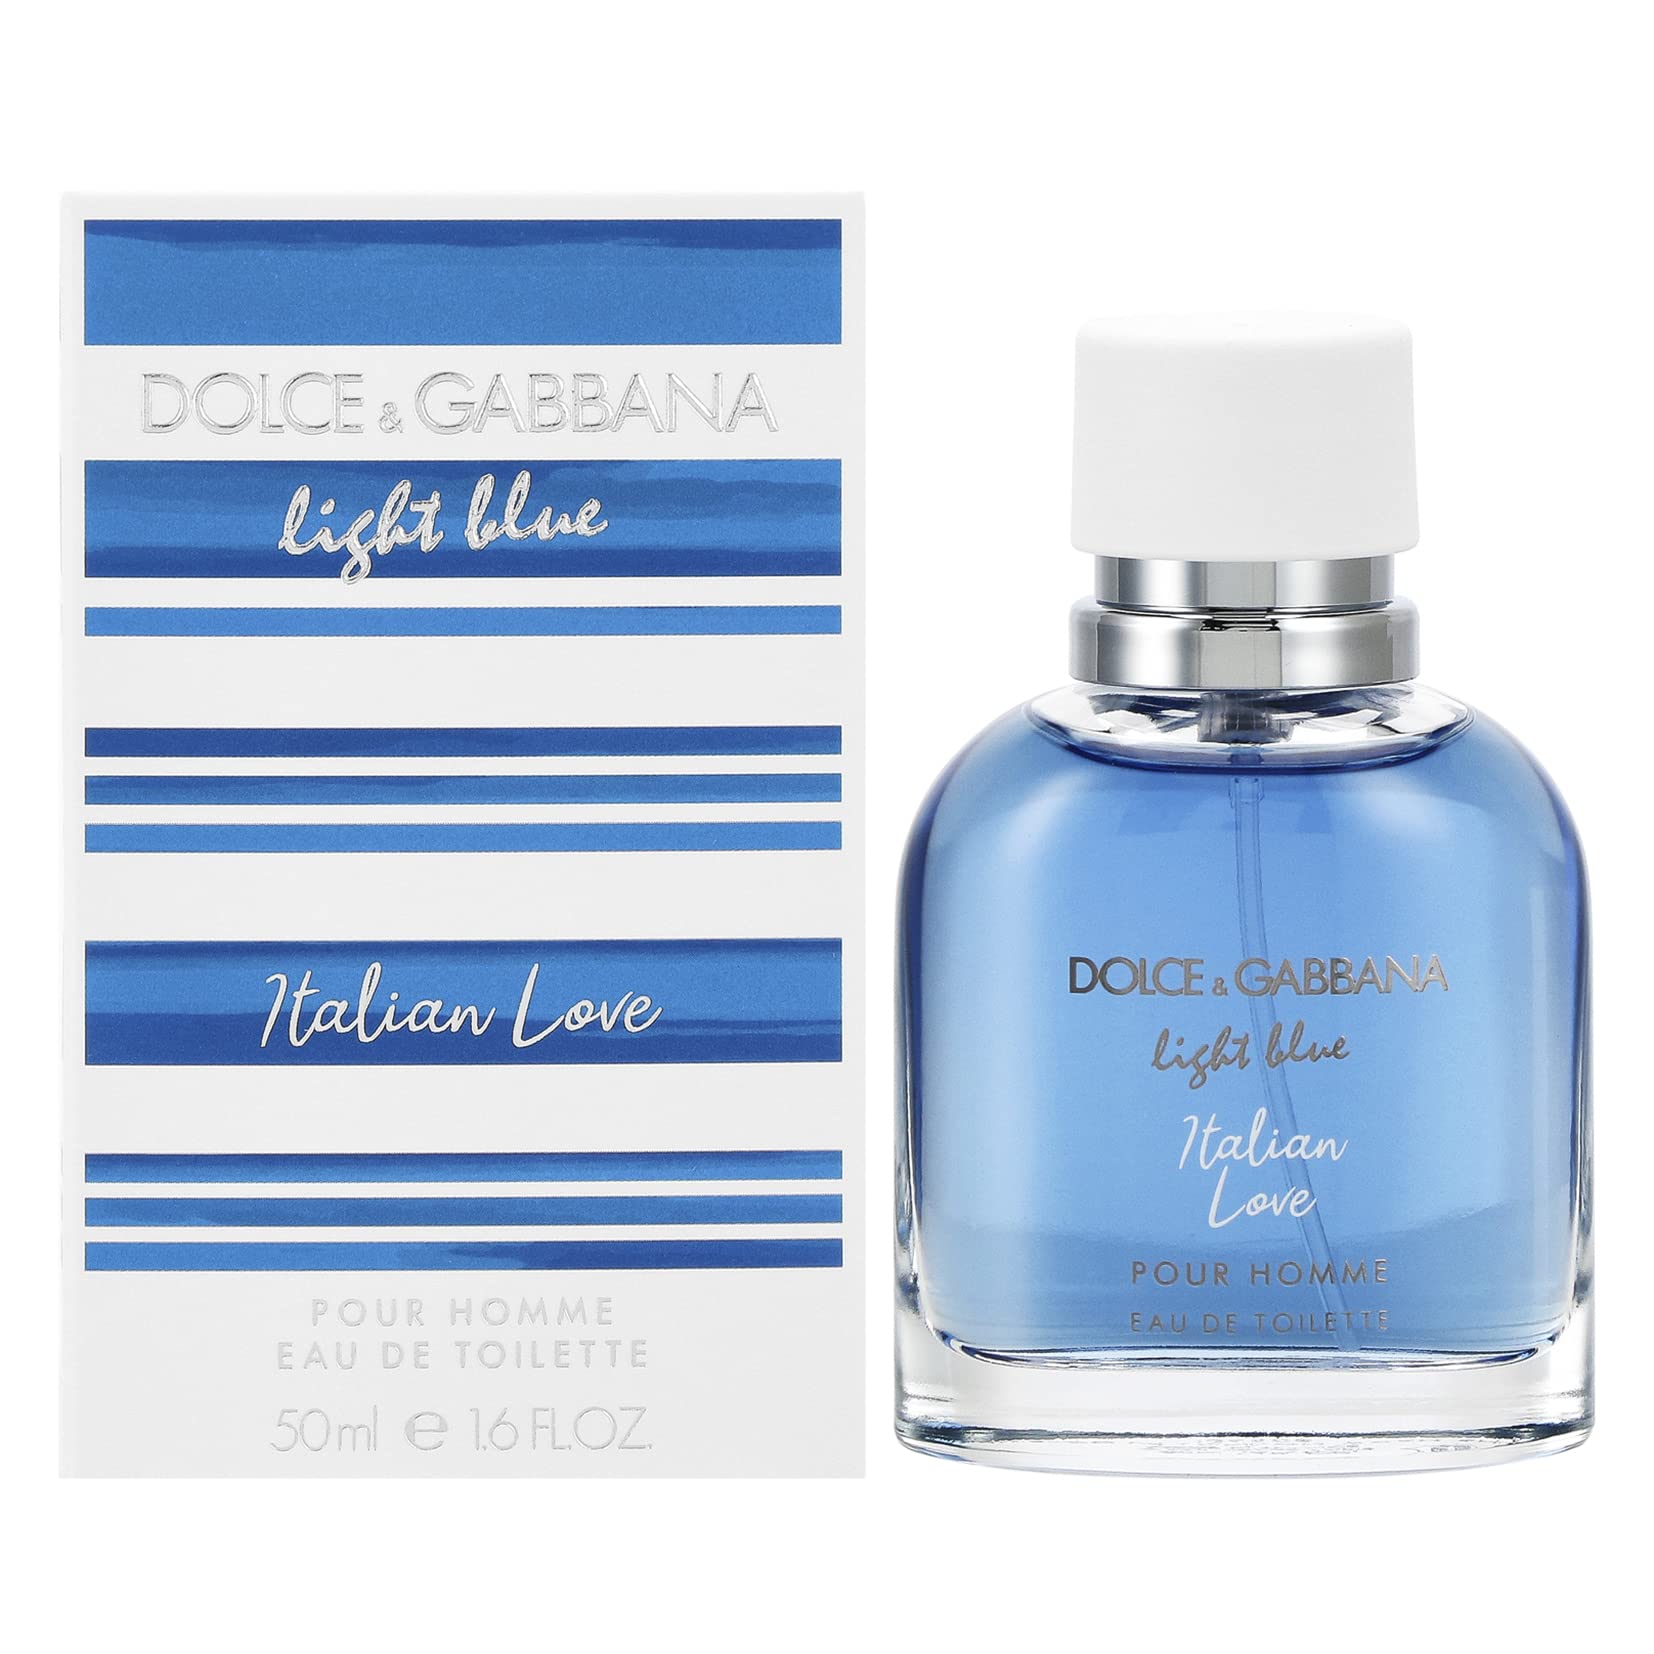 DOLCE & GABBANA
light blue
Italian Love
POUR HOMME
EAU DE TOILETTE
50ml e 1.6 FL.OZ.
DOLCE & GABBANA
light blue
Italian
Love
POUR HOMME
EAU DE TOILETTE